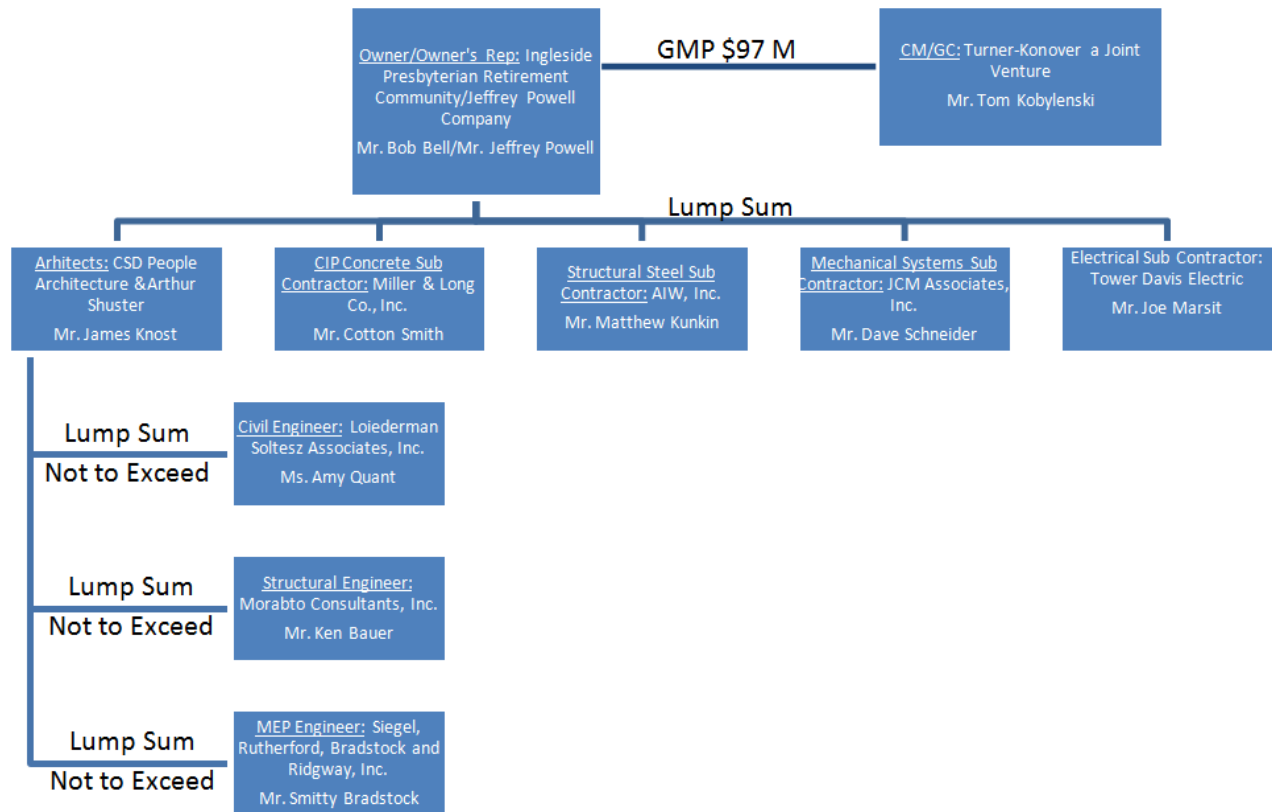 Owner/Owner's Rep: Ingleside
Presbyterian Retirement
Community/Jeffrey Powell
Company
Mr. Bob Bell/Mr. Jeffrey Powell
GMP $97 M
CM/GC: Turner-Konover a Joint
Venture
Mr. Tom Kobylenski
Lump Sum
Arhitects: CSD People
Architecture &Arthur
Shuster
Mr. James Knost
CIP Concrete Sub
Contractor: Miller & Long
Co., Inc.
Mr. Cotton Smith
Structural Steel Sub
Contractor: AIW, Inc.
Mr. Matthew Kunkin
Mechanical Systems Sub
Contractor: JCM Associates,
Inc.
Mr. Dave Schneider
Electrical Sub Contractor:
Tower Davis Electric
Mr. Joe Marsit
Lump Sum
Not to Exceed
Civil Engineer: Loiederman
Soltesz Associates, Inc.
Ms. Amy Quant
Lump Sum
Not to Exceed
Structural Engineer:
Morabto Consultants, Inc.
Mr. Ken Bauer
Lump Sum
Not to Exceed
MEP Engineer: Siegel,
Rutherford, Bradstock and
Ridgway, Inc.
Mr. Smitty Bradstock